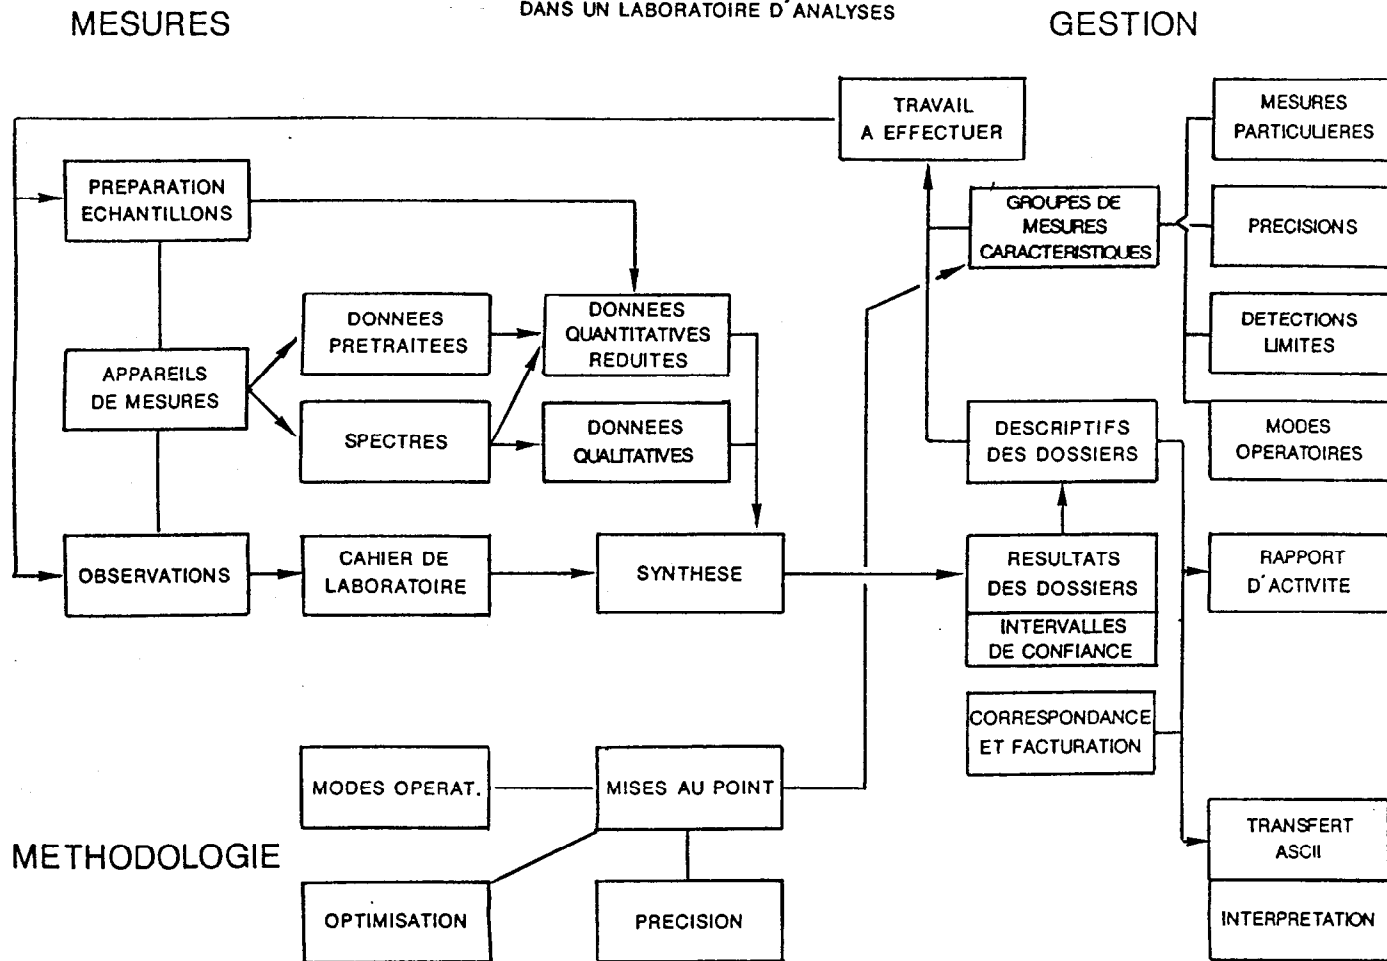 DANS UN LABORATOIRE D'ANALYSES
MESURES
GESTION
TRAVAIL
A EFFECTUER
MESURES
PARTICULIERES
PREPARATION
ECHANTILLONS
GROUPES DE
MESURES
CARACTERISTIQUES
PRECISIONS
DONNEES
PRETRAITEES
DONNEES
QUANTITATIVES
REDUITES
DETECTIONS
LIMITES
APPAREILS
DE MESURES
SPECTRES
DONNEES
QUALITATIVES
DESCRIPTIFS
DES DOSSIERS
MODES
OPERATOIRES
OBSERVATIONS
CAHIER DE
LABORATOIRE
SYNTHESE
RESULTATS
DES DOSSIERS
INTERVALLES
DE CONFIANCE
RAPPORT
D'ACTIVITE
CORRESPONDANCE
ET FACTURATION
MODES OPERAT.
MISES AU POINT
METHODOLOGIE
TRANSFERT
ASCII
OPTIMISATION
PRECISION
INTERPRETATION